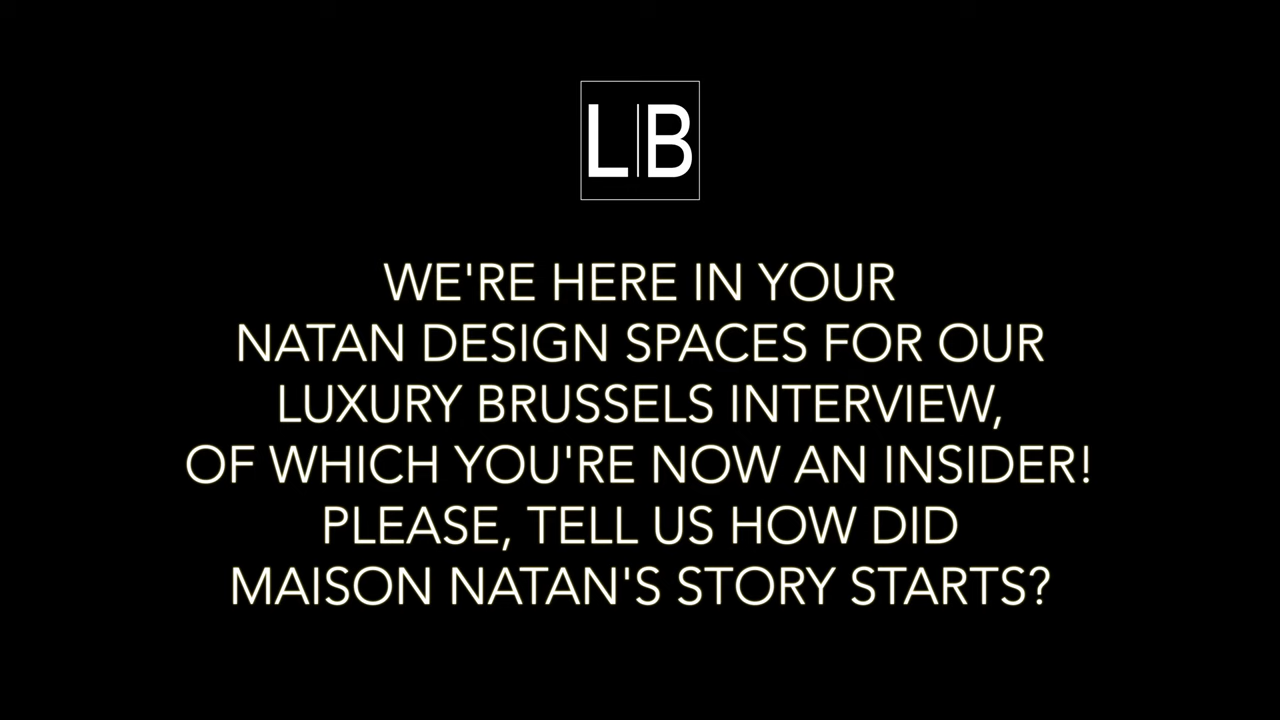 L|B
WE'RE HERE IN YOUR
NATAN DESIGN SPACES FOR OUR
LUXURY BRUSSELS INTERVIEW,
OF WHICH YOU'RE NOW AN INSIDER!
PLEASE, TELL US HOW DID
MAISON NATAN'S STORY STARTS?